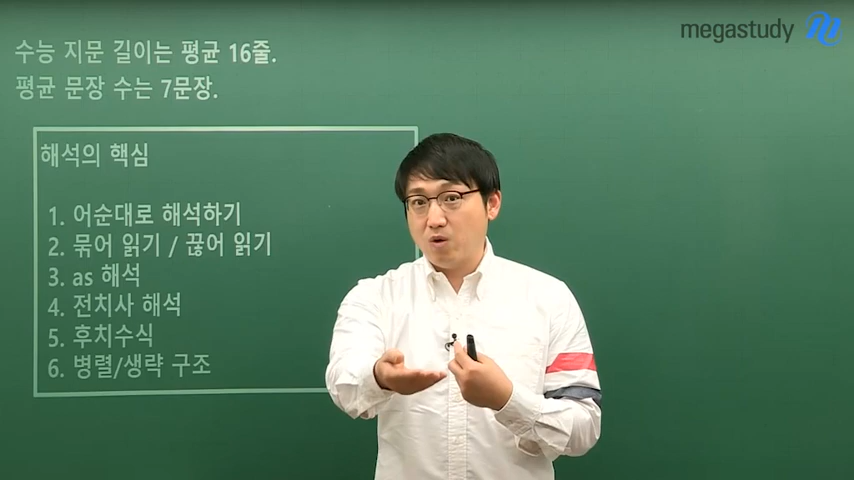 megastudy
수능 지문 길이는 평균 16줄.
평균 문장 수는 7문장.
해석의 핵심
1. 어순대로 해석하기
2. 묶어 읽기 / 끊어 읽기
3. as 해석
4. 전치사 해석
5. 후치수식
6. 병렬/생략 구조